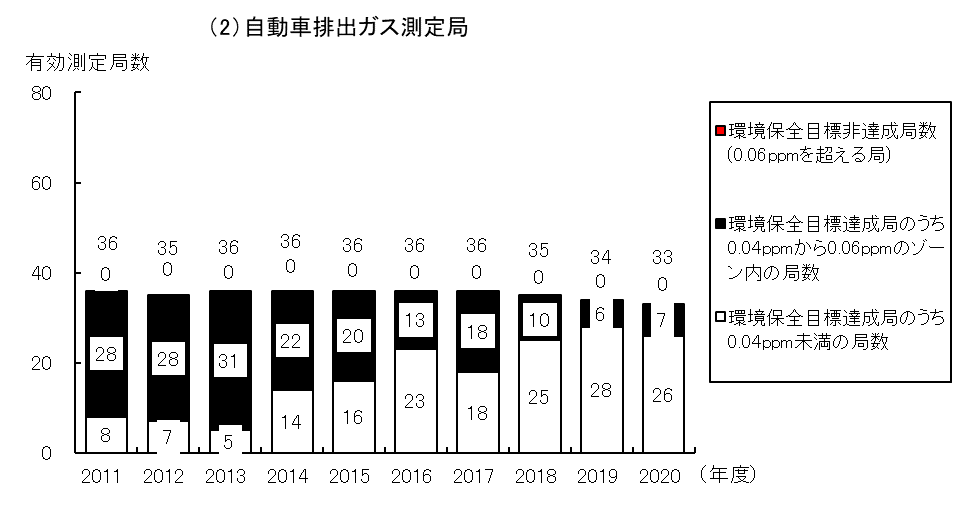 （2）自動車排出ガス測定局
有効測定局数
80
60
40
20
0
36 35 36 36 36 36 36 35 34 33
0 0 0 0 0 0 0 0 0 0
28 28 31 22 20 13 18 10 6 7
8 7 5 14 16 23 18 25 28 26
2011 2012 2013 2014 2015 2016 2017 2018 2019 2020 （年度）
環境保全目標非達成局数
（0.06ppmを超える局）
環境保全目標達成局のうち
0.04ppmから0.06ppmのゾー
ン内の局数
環境保全目標達成局のうち
0.04ppm未満の局数